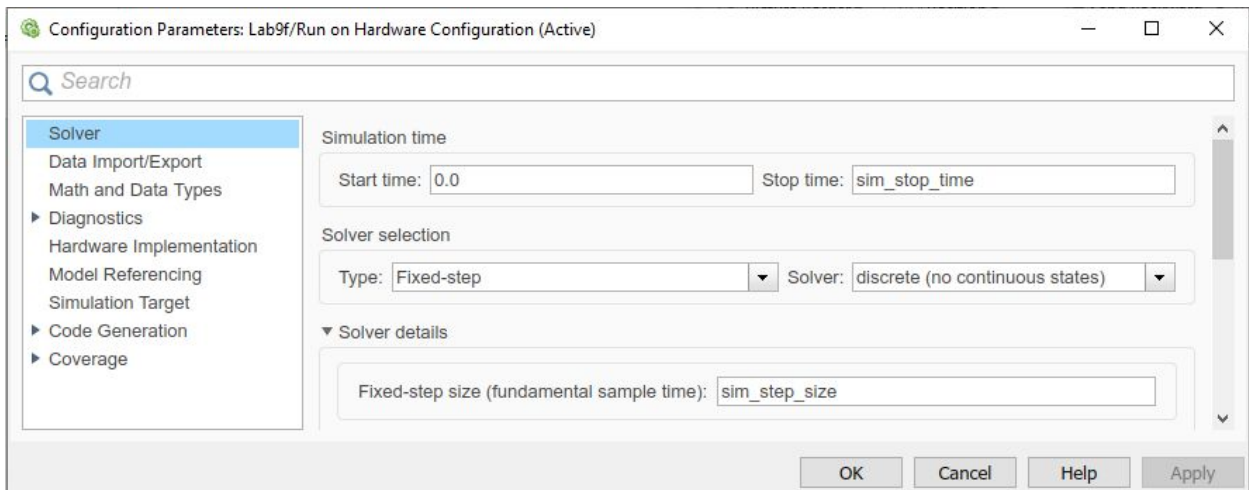 Configuration Parameters: Lab9f/Run on Hardware Configuration (Active)
Search
Solver
Data Import/Export
Math and Data Types
Diagnostics
Hardware Implementation
Model Referencing
Simulation Target
Code Generation
Coverage
Simulation time
Start time: 0.0 Stop time: sim_stop_time
Solver selection
Type: Fixed-step Solver: discrete (no continuous states)
Solver details
Fixed-step size (fundamental sample time): sim_step_size
OK Cancel Help Apply